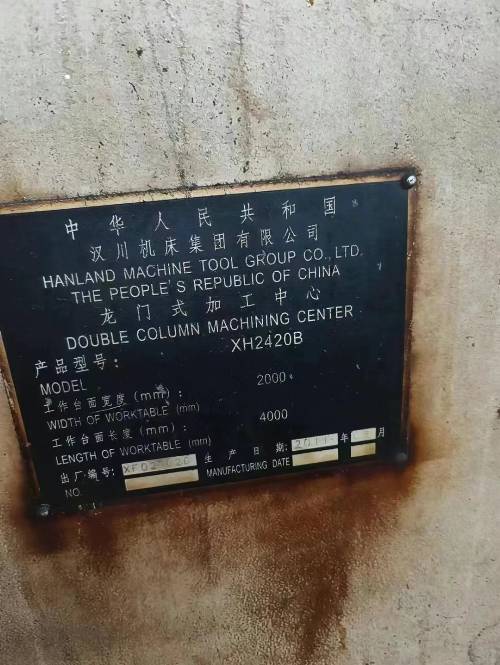 中华人民共和国
汉川机床集团有限公司
HANLAND MACHINE TOOL GROUP CO.,LTD.
THE PEOPLE'S REPUBLIC OF CHINA
龙门式加工中心
DOUBLE COLUMN MACHINING CENTER
产品型号： XH2420B
MODEL
工作台面宽度（mm）： 2000
WIDTH OF WORKTABLE (mm)
工作台面长度（mm）： 4000
LENGTH OF WORKTABLE (mm)
出厂编号： 生产日期： 年 月
NO. MANUFACTURING DATE